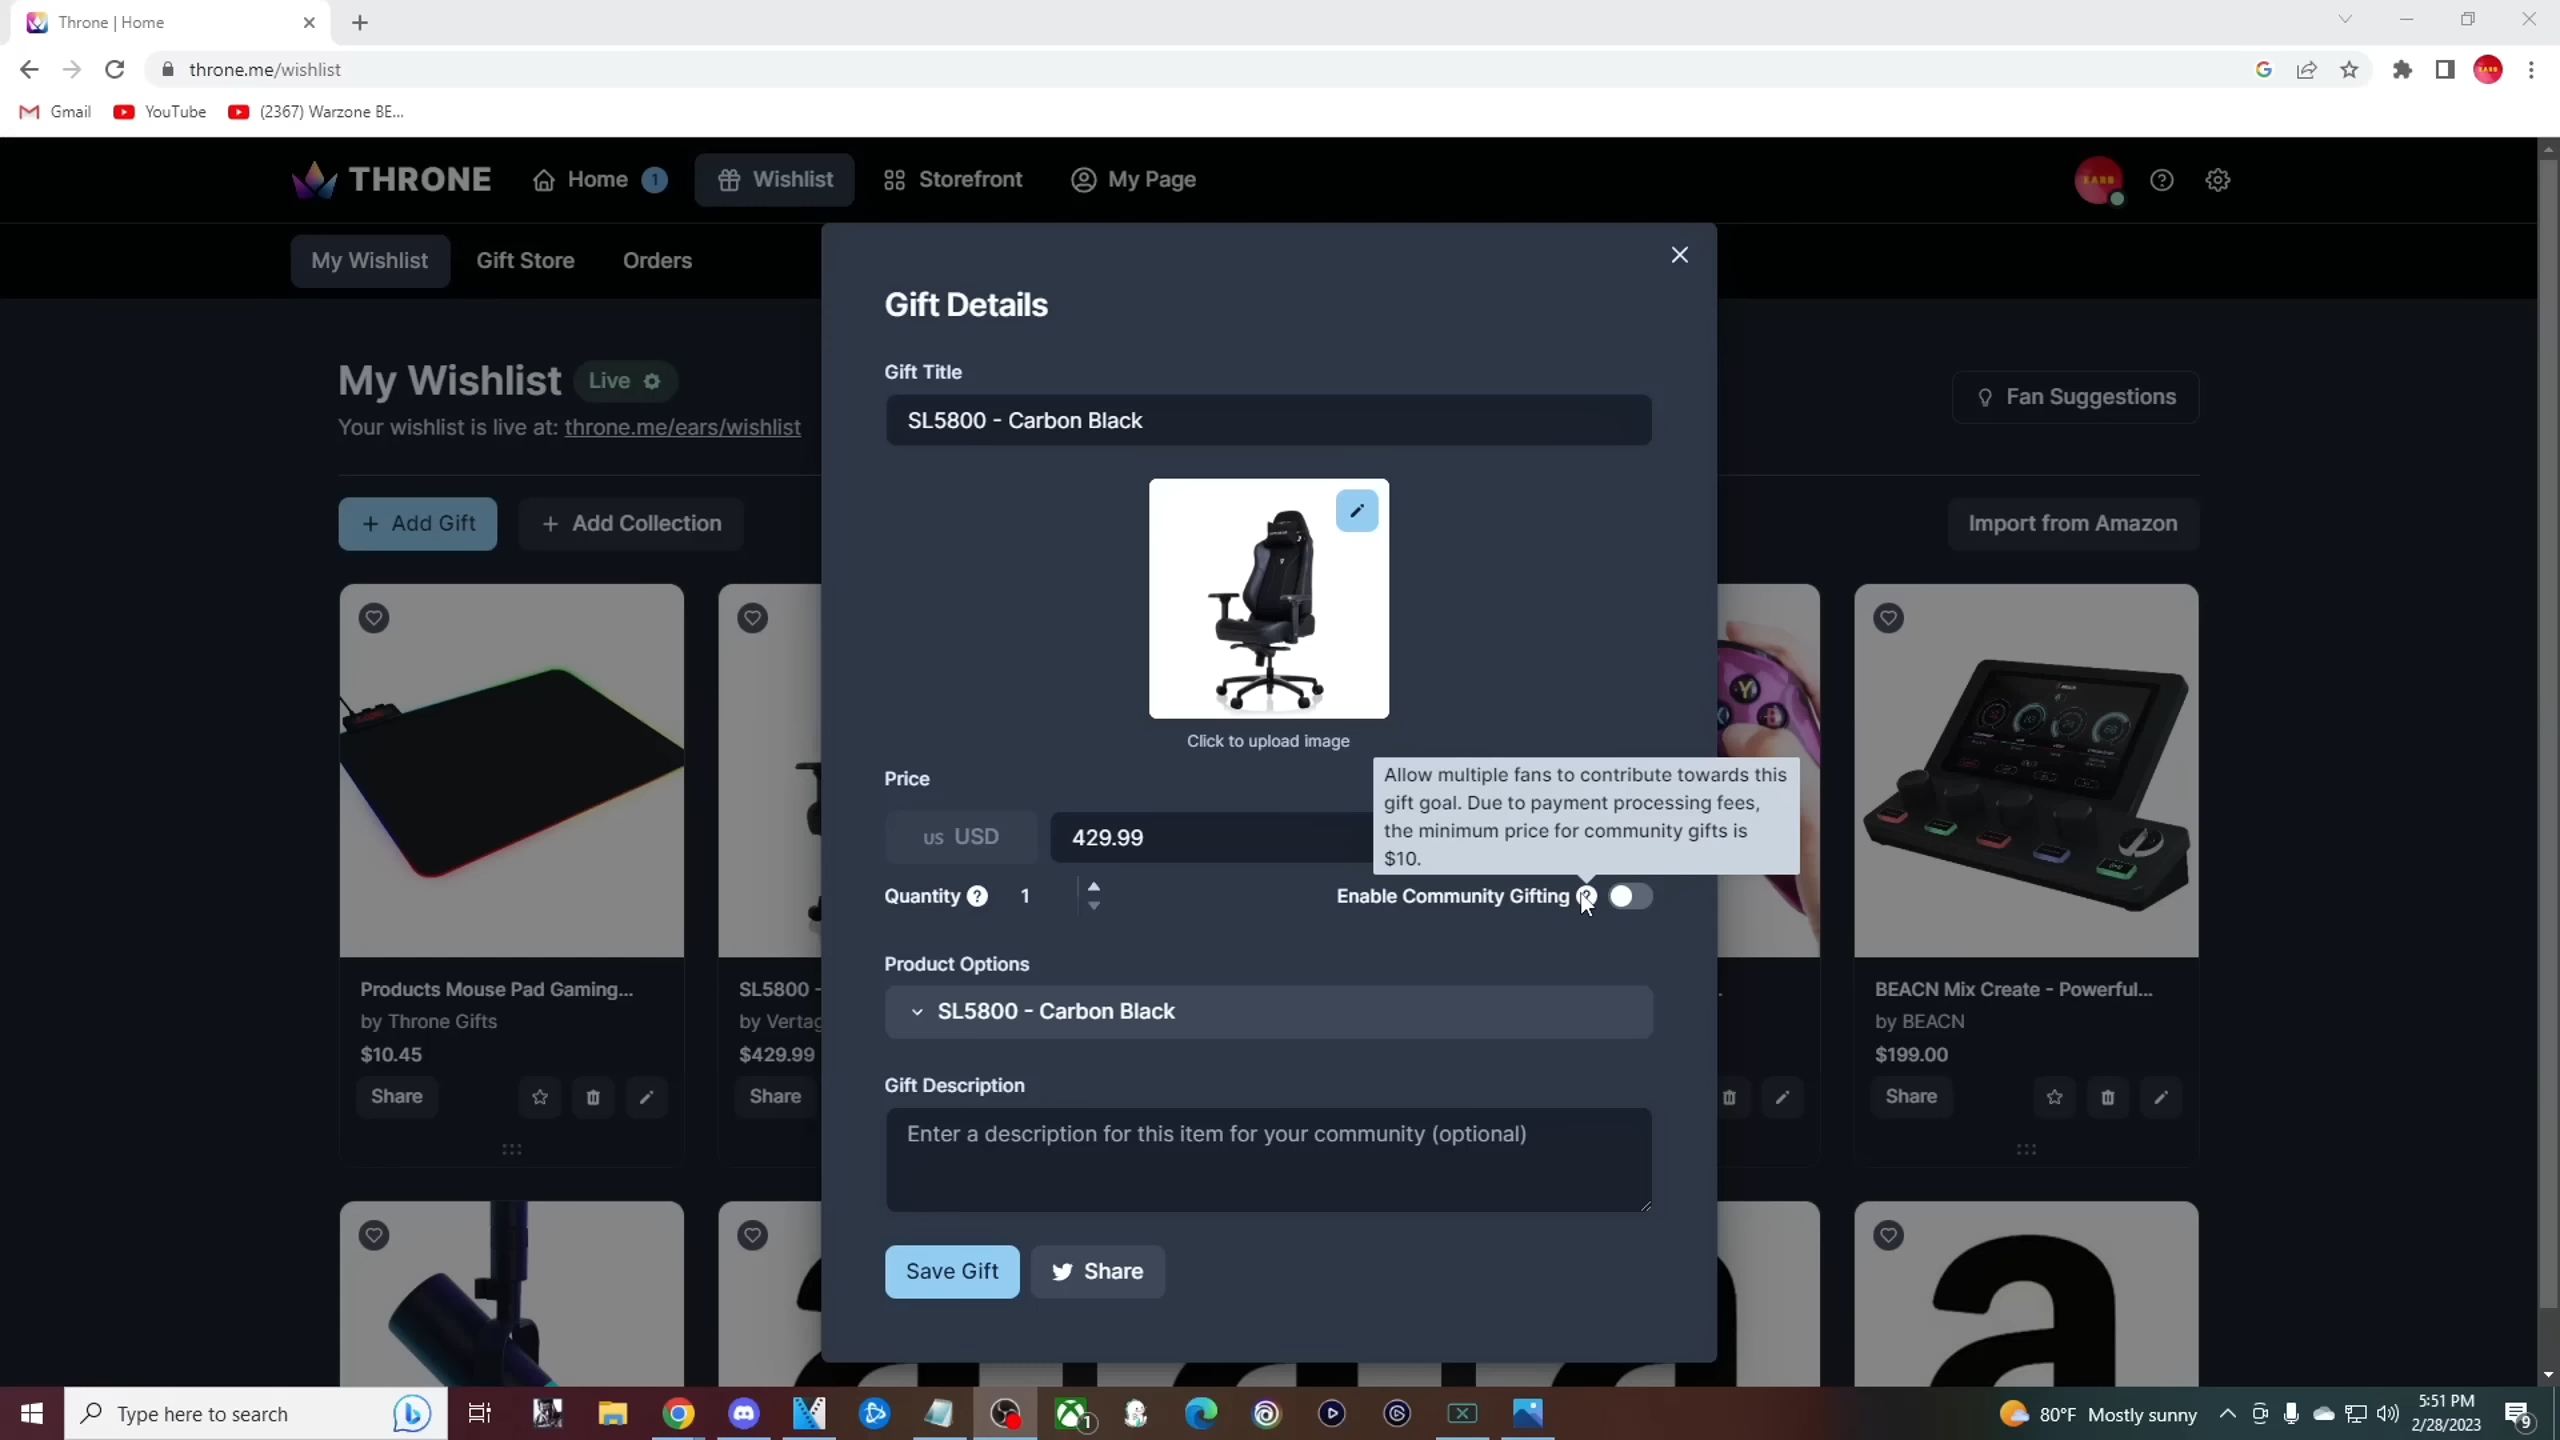 Throne | Home
throne.me/wishlist
Gmail
YouTube
(2367) Warzone BE...
THRONE
Home 1
Wishlist
Storefront
My Page
EARS
My Wishlist
Gift Store
Orders
My Wishlist
Live
Your wishlist is live at: throne.me/ears/wishlist
Fan Suggestions
+ Add Gift
+ Add Collection
Import from Amazon
Gift Details
Gift Title
SL5800 - Carbon Black
Click to upload image
Price
US USD
429.99
Allow multiple fans to contribute towards this
gift goal. Due to payment processing fees,
the minimum price for community gifts is
$10.
Quantity ? 1
Enable Community Gifting
Product Options
SL5800 - Carbon Black
Gift Description
Enter a description for this item for your community (optional)
Save Gift
Share
Products Mouse Pad Gaming...
by Throne Gifts
$10.45
Share
SL5800 -
by Vertag
$429.99
Share
Y
X
B
BEACN Mix Create - Powerful...
by BEACN
$199.00
Share
Type here to search
1
80°F Mostly sunny
5:51 PM
2/28/2023
9